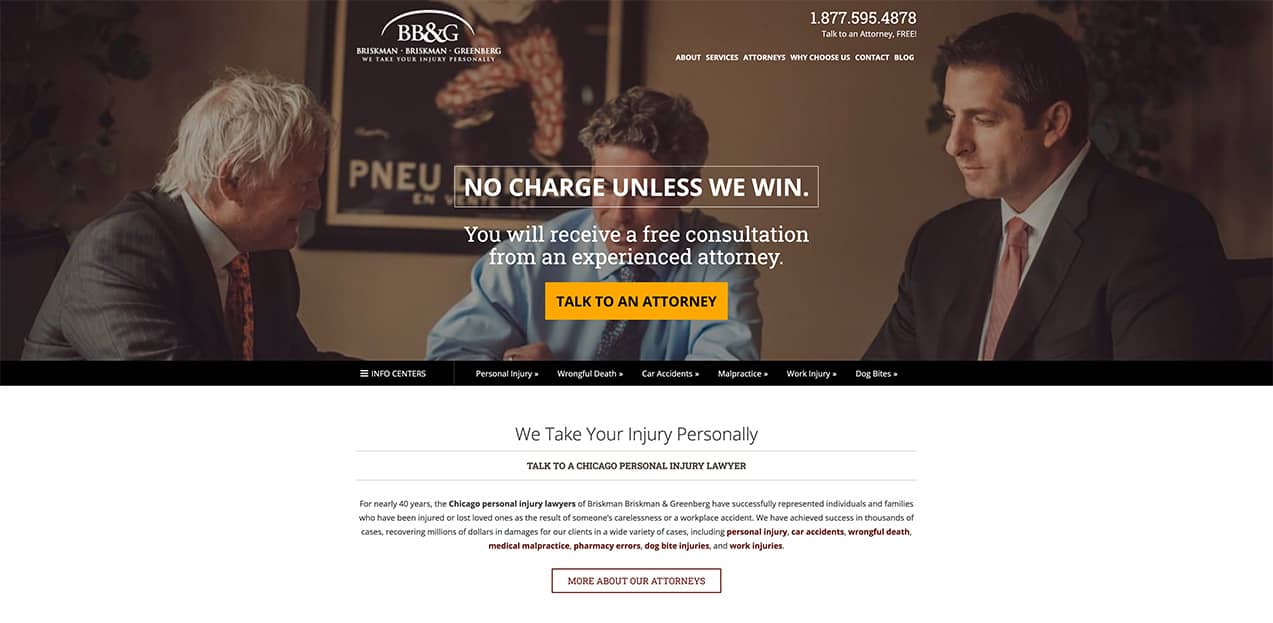 BB&G
BRISKMAN · BRISKMAN · GREENBERG
WE TAKE YOUR INJURY PERSONALLY
1.877.595.4878
Talk to an Attorney, FREE!
ABOUT SERVICES ATTORNEYS WHY CHOOSE US CONTACT BLOG
PNEU DUNLOP
EN VENTE ICI
NO CHARGE UNLESS WE WIN.
You will receive a free consultation
from an experienced attorney.
TALK TO AN ATTORNEY
INFO CENTERS Personal Injury » Wrongful Death » Car Accidents » Malpractice » Work Injury » Dog Bites »
We Take Your Injury Personally
TALK TO A CHICAGO PERSONAL INJURY LAWYER
For nearly 40 years, the Chicago personal injury lawyers of Briskman Briskman & Greenberg have successfully represented individuals and families
who have been injured or lost loved ones as the result of someone's carelessness or a workplace accident. We have achieved success in thousands of
cases, recovering millions of dollars in damages for our clients in a wide variety of cases, including personal injury, car accidents, wrongful death,
medical malpractice, pharmacy errors, dog bite injuries, and work injuries.
MORE ABOUT OUR ATTORNEYS